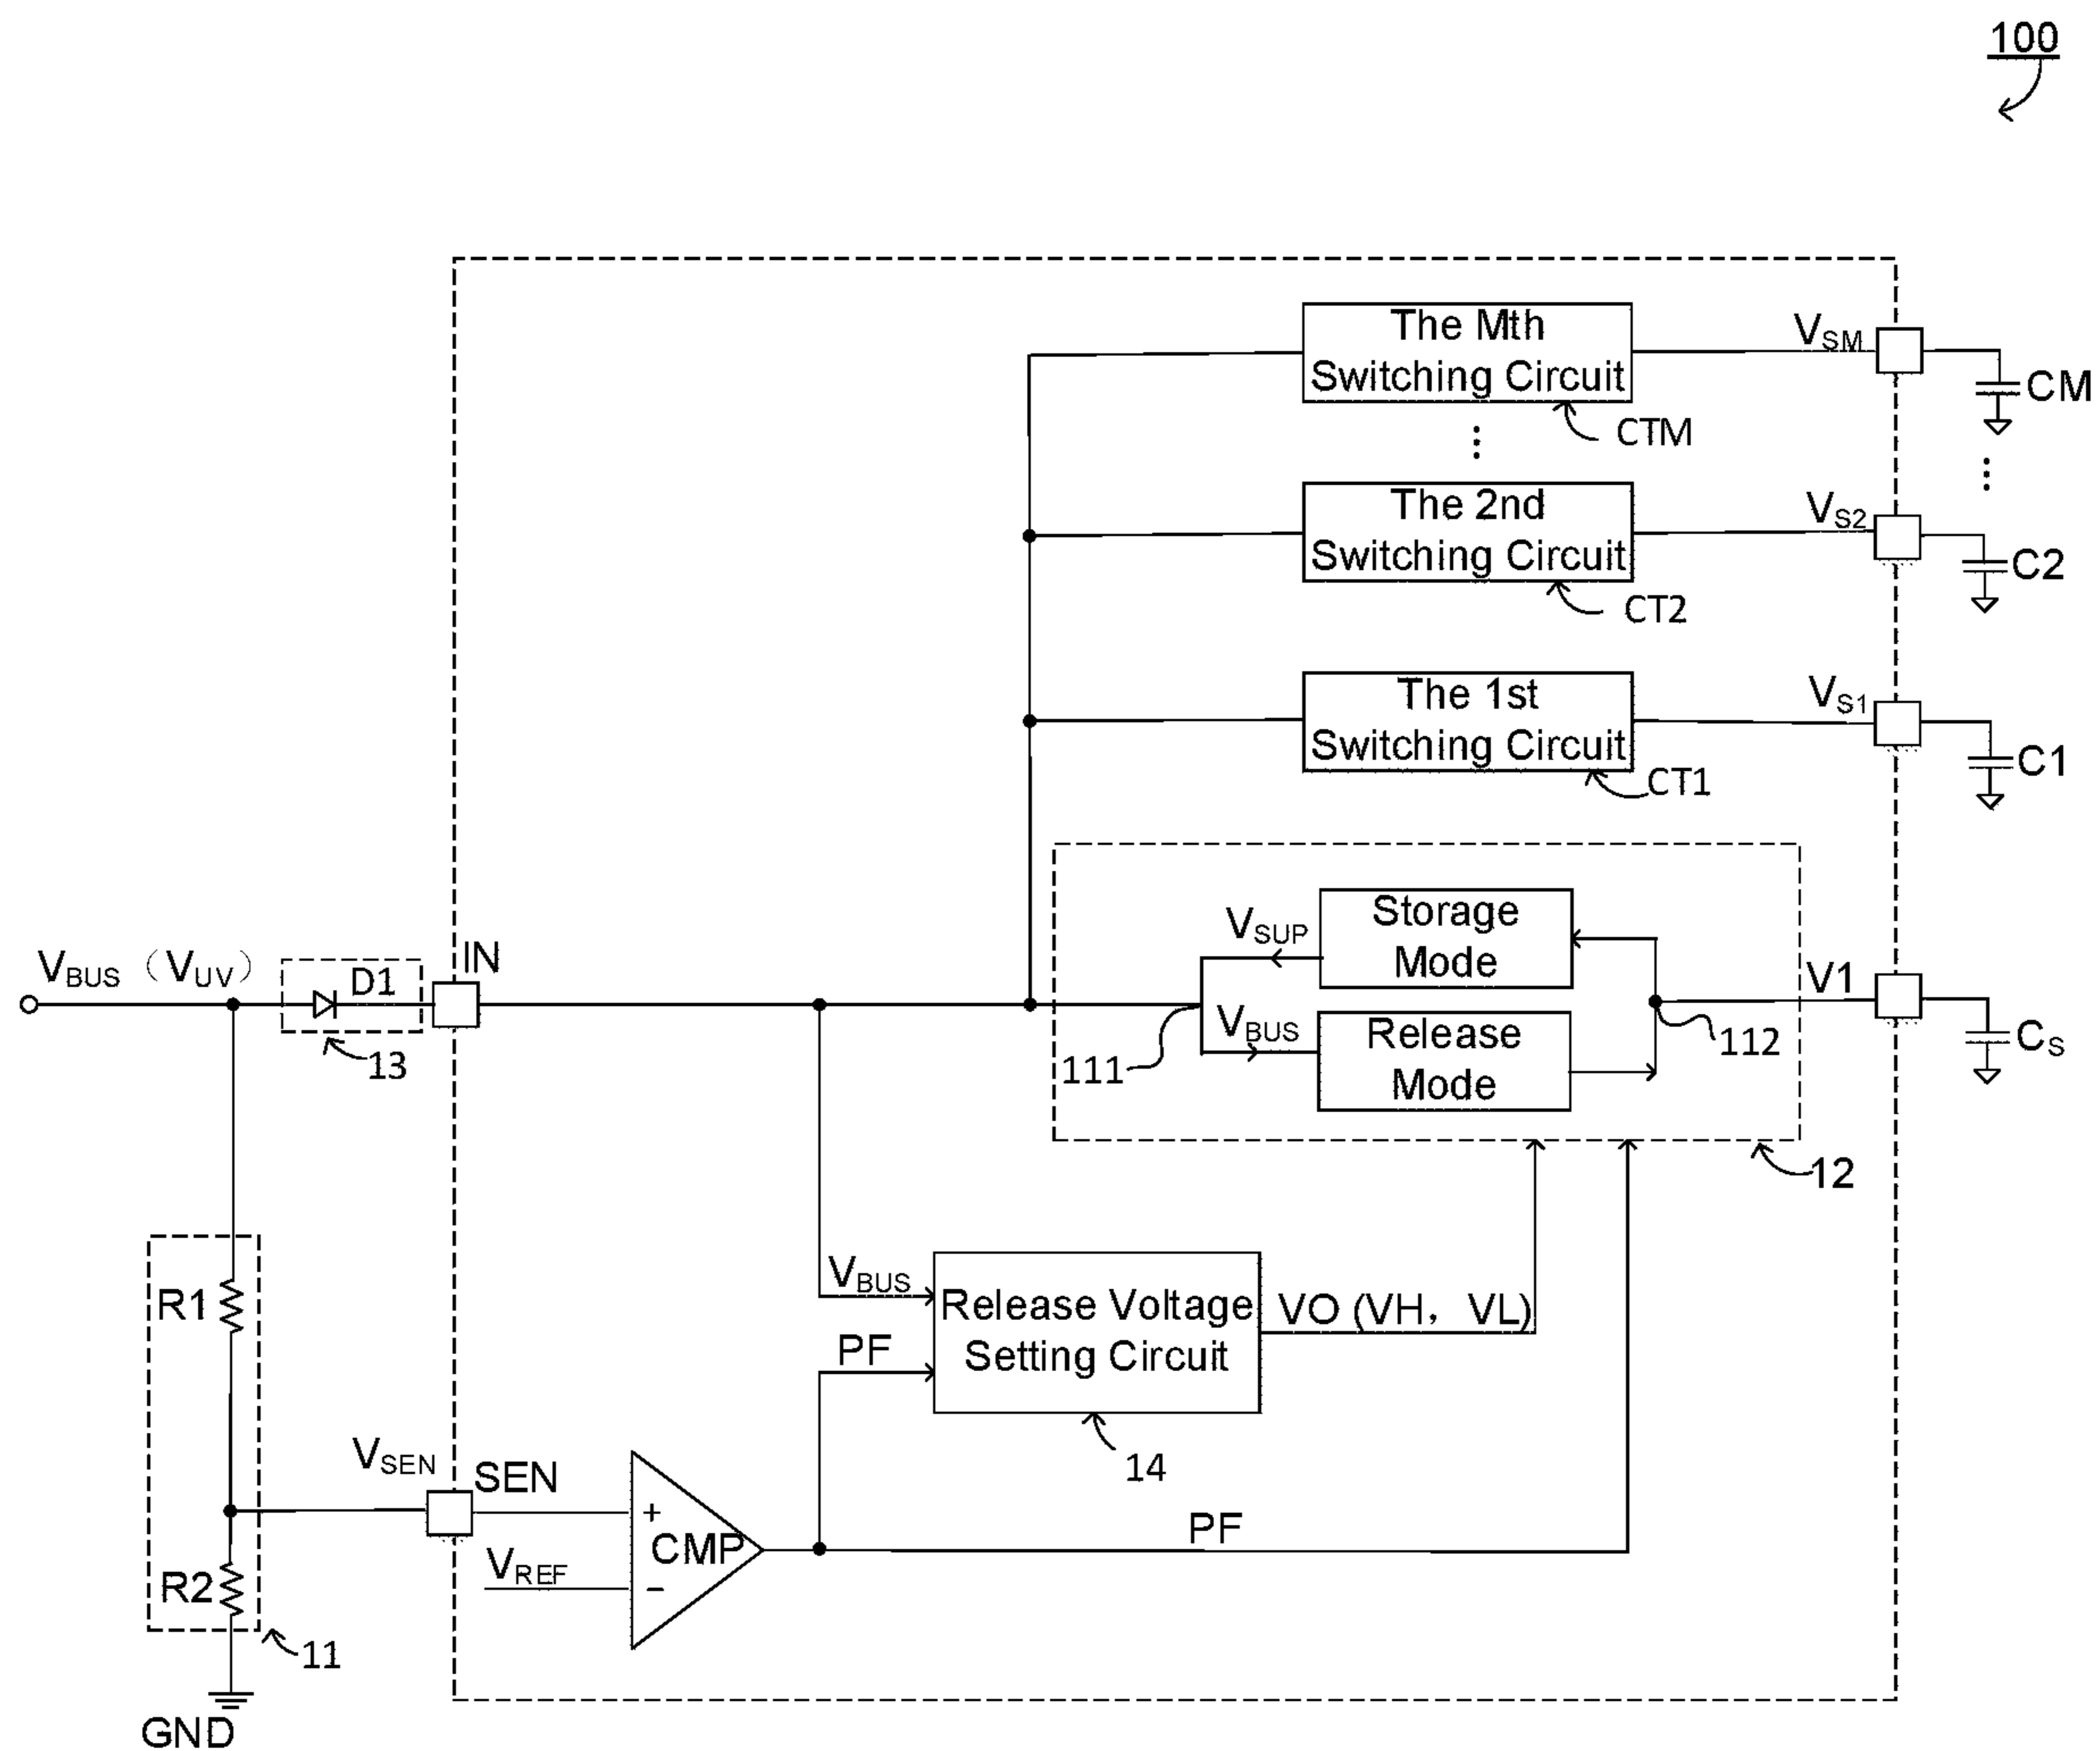 100
The Mth
Switching Circuit
VSM
CM
CTM
⋮
⋮
The 2nd
Switching Circuit
VS2
C2
CT2
The 1st
Switching Circuit
VS1
C1
CT1
VBUS（VUV）
D1
IN
13
VSUP
Storage
Mode
VBUS
Release
Mode
111
112
V1
CS
12
R1
VBUS
Release Voltage
Setting Circuit
VO (VH， VL)
PF
14
VSEN
SEN
+
CMP
−
VREF
PF
R2
11
GND